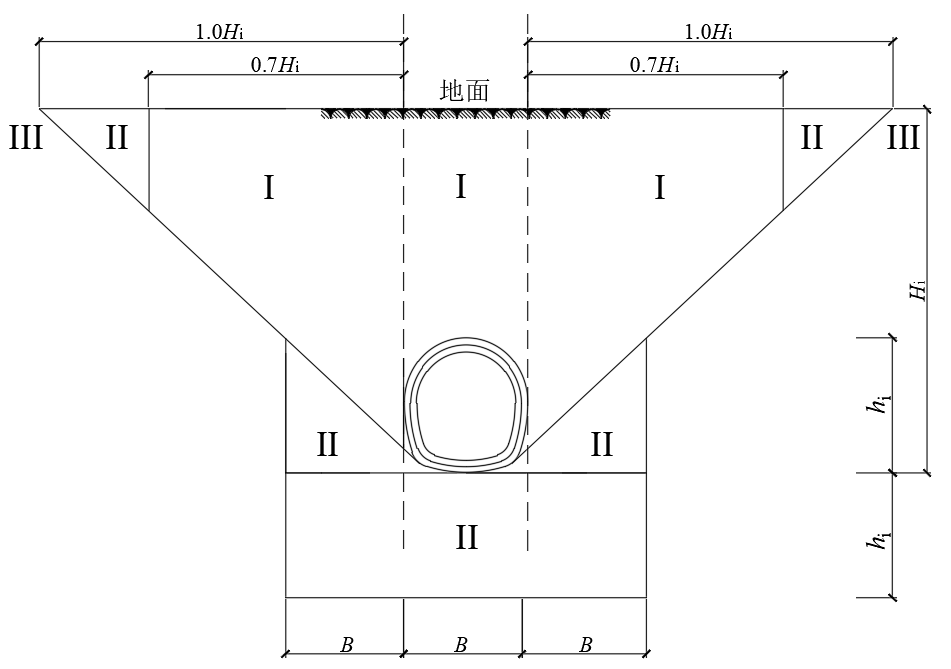 1.0Hi 1.0Hi
0.7Hi 0.7Hi
地面
III II II III
I I I
Hi
hi
II II
II
hi
B B B